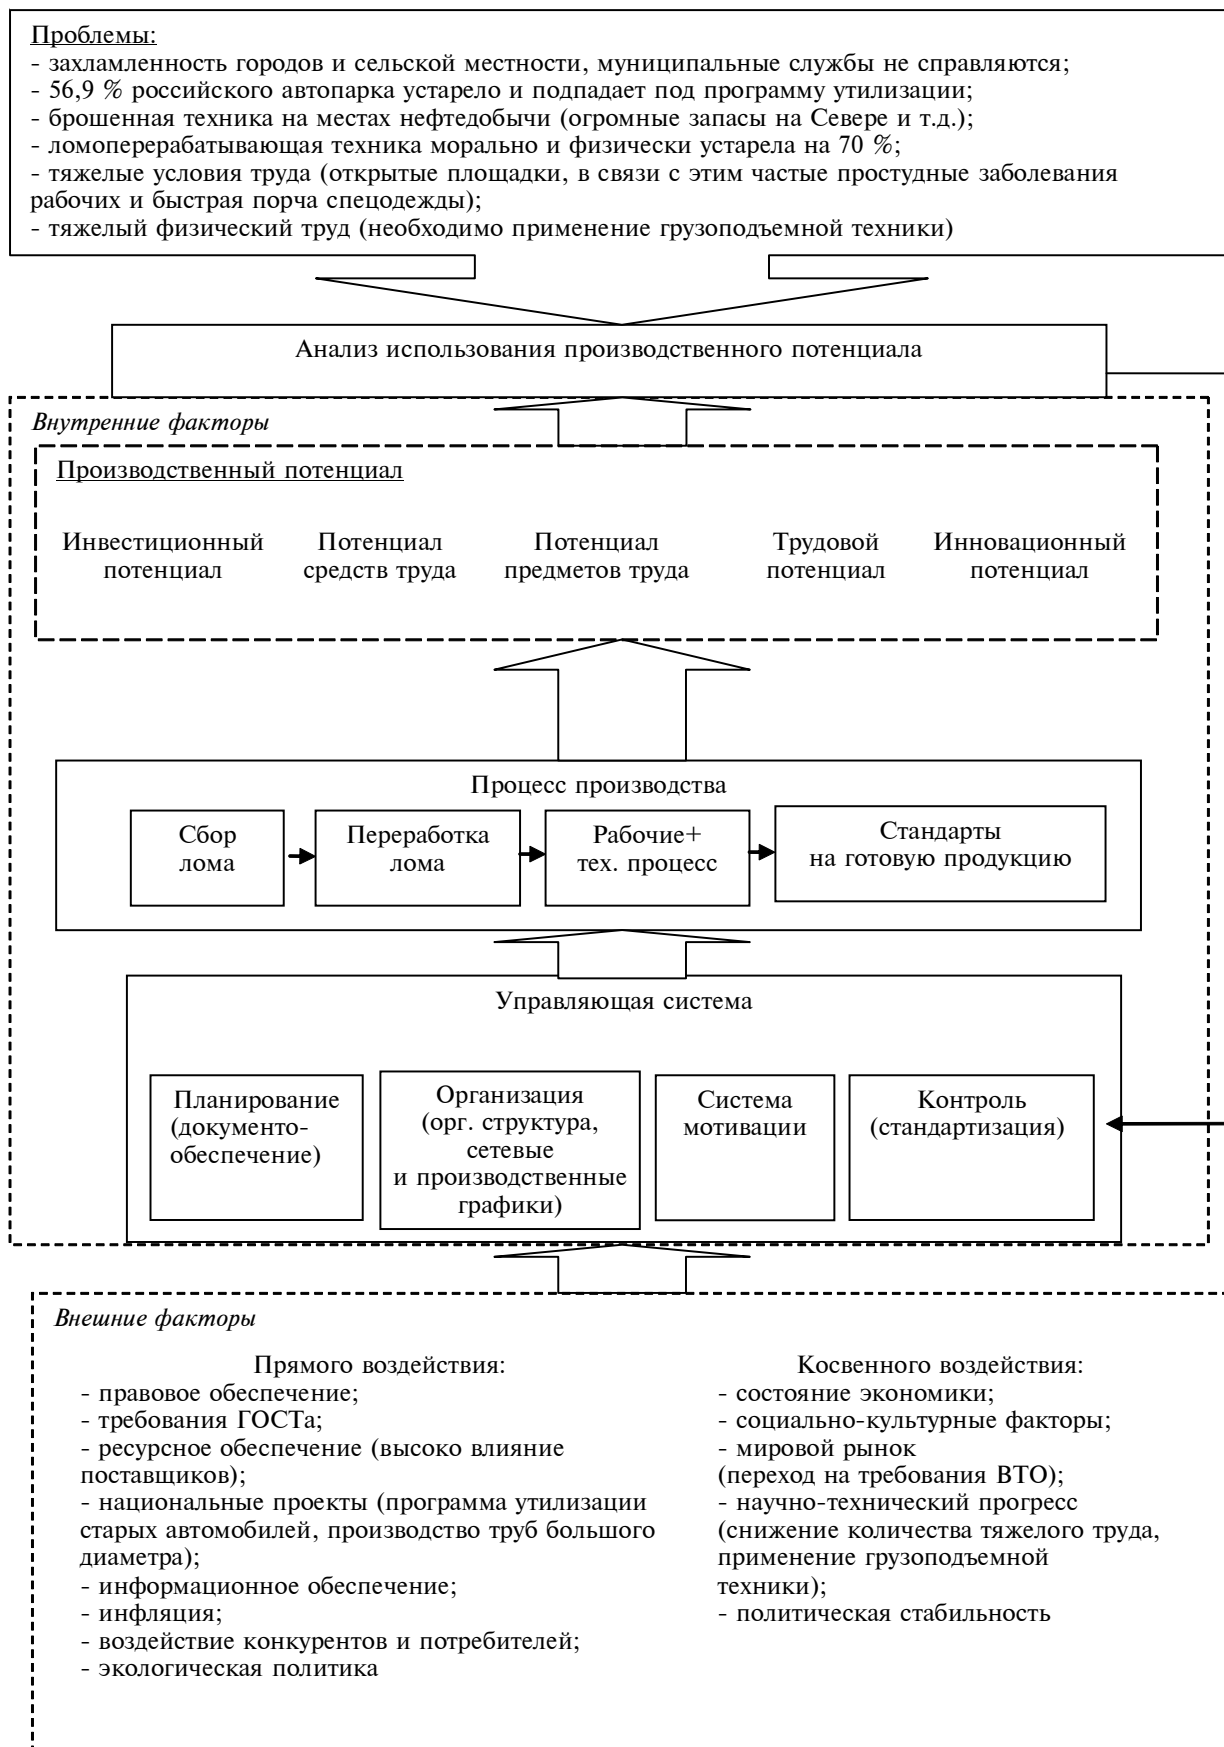 Проблемы:
- захламленность городов и сельской местности, муниципальные службы не справляются;
- 56,9 % российского автопарка устарело и подпадает под программу утилизации;
- брошенная техника на местах нефтедобычи (огромные запасы на Севере и т.д.);
- ломоперерабатывающая техника морально и физически устарела на 70 %;
- тяжелые условия труда (открытые площадки, в связи с этим частые простудные заболевания
рабочих и быстрая порча спецодежды);
- тяжелый физический труд (необходимо применение грузоподъемной техники)
Анализ использования производственного потенциала
Внутренние факторы
Производственный потенциал
Инвестиционный
потенциал
Потенциал
средств труда
Потенциал
предметов труда
Трудовой
потенциал
Инновационный
потенциал
Процесс производства
Сбор
лома
Переработка
лома
Рабочие+
тех. процесс
Стандарты
на готовую продукцию
Управляющая система
Планирование
(документо-
обеспечение)
Организация
(орг. структура,
сетевые
и производственные
графики)
Система
мотивации
Контроль
(стандартизация)
Внешние факторы
Прямого воздействия:
- правовое обеспечение;
- требования ГОСТа;
- ресурсное обеспечение (высоко влияние
поставщиков);
- национальные проекты (программа утилизации
старых автомобилей, производство труб большого
диаметра);
- информационное обеспечение;
- инфляция;
- воздействие конкурентов и потребителей;
- экологическая политика
Косвенного воздействия:
- состояние экономики;
- социально-культурные факторы;
- мировой рынок
(переход на требования ВТО);
- научно-технический прогресс
(снижение количества тяжелого труда,
применение грузоподъемной
техники);
- политическая стабильность